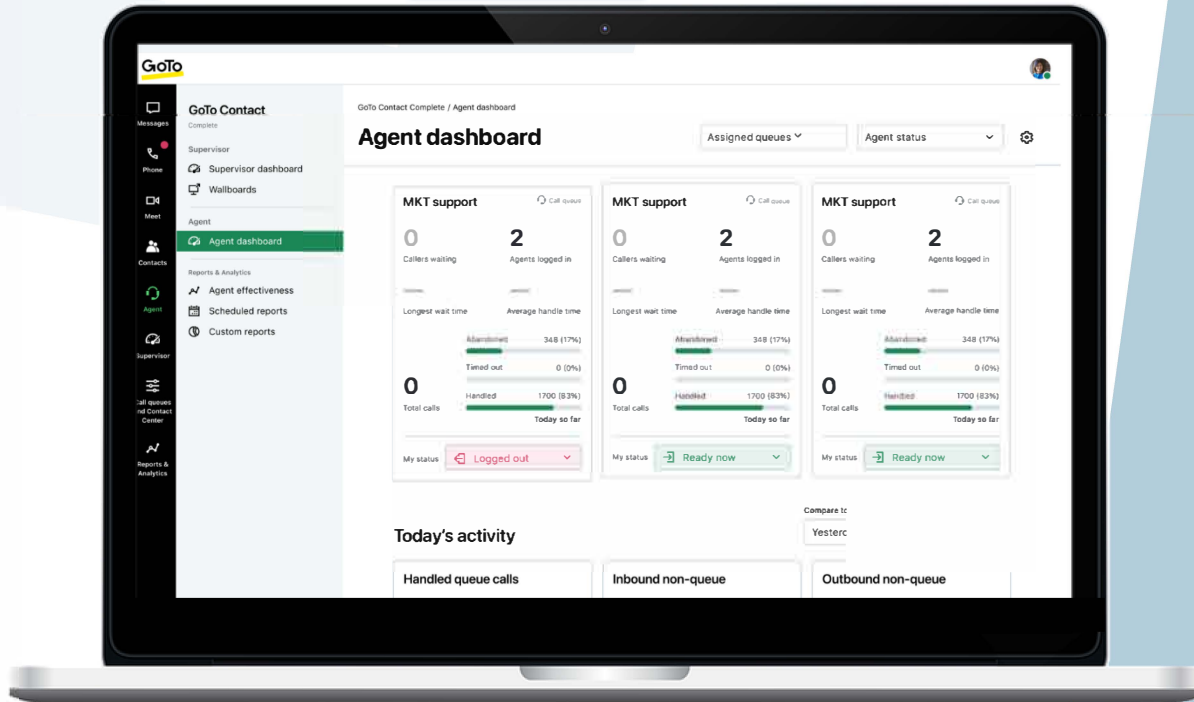 GoTo
Messages
Phone
Meet
Contacts
Agent
Supervisor
Call queues
and Contact
Center
Reports &
Analytics
GoTo Contact
Complete
Supervisor
Supervisor dashboard
Wallboards
Agent
Agent dashboard
Reports & Analytics
Agent effectiveness
Scheduled reports
Custom reports
GoTo Contact Complete / Agent dashboard
Agent dashboard
Assigned queues
Agent status
MKT support
Call queue
0
2
Callers waiting
Agents logged in
Longest wait time
Average handle time
Abandoned
348 (17%)
Timed out
0 (0%)
0
Handled
1700 (83%)
Total calls
Today so far
My status
Logged out
MKT support
Call queue
0
2
Callers waiting
Agents logged in
Longest wait time
Average handle time
Abandoned
348 (17%)
Timed out
0 (0%)
0
Handled
1700 (83%)
Total calls
Today so far
My status
Ready now
MKT support
Call queue
0
2
Callers waiting
Agents logged in
Longest wait time
Average handle time
Abandoned
348 (17%)
Timed out
0 (0%)
0
Handled
1700 (83%)
Total calls
Today so far
My status
Ready now
Today's activity
Compare to
Yesterd
Handled queue calls
Inbound non-queue
Outbound non-queue